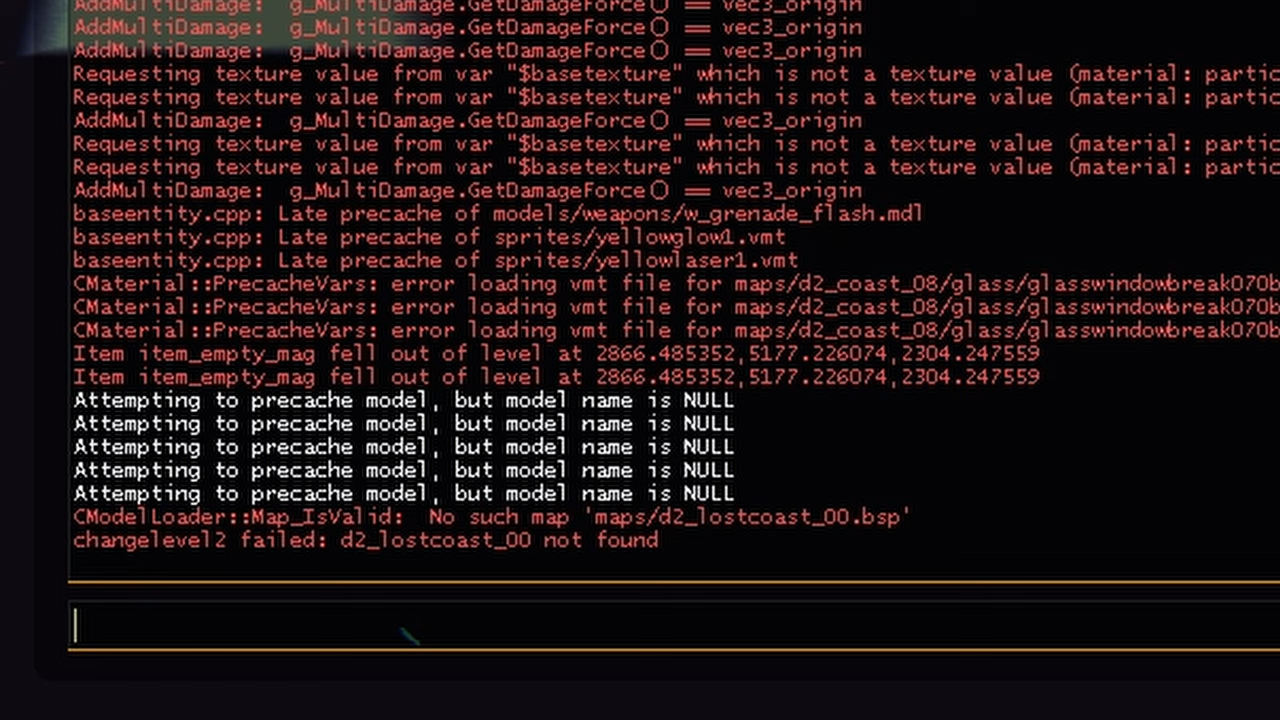 AddMultiDamage:  g_MultiDamage.GetDamageForce() == vec3_origin
AddMultiDamage:  g_MultiDamage.GetDamageForce() == vec3_origin
AddMultiDamage:  g_MultiDamage.GetDamageForce() == vec3_origin
Requesting texture value from var "$basetexture" which is not a texture value (material: partic
Requesting texture value from var "$basetexture" which is not a texture value (material: partic
AddMultiDamage:  g_MultiDamage.GetDamageForce() == vec3_origin
Requesting texture value from var "$basetexture" which is not a texture value (material: partic
Requesting texture value from var "$basetexture" which is not a texture value (material: partic
AddMultiDamage:  g_MultiDamage.GetDamageForce() == vec3_origin
baseentity.cpp: Late precache of models/weapons/w_grenade_flash.mdl
baseentity.cpp: Late precache of sprites/yellowglow1.vmt
baseentity.cpp: Late precache of sprites/yellowlaser1.vmt
CMaterial::PrecacheVars: error loading vmt file for maps/d2_coast_08/glass/glasswindowbreak070b
CMaterial::PrecacheVars: error loading vmt file for maps/d2_coast_08/glass/glasswindowbreak070b
CMaterial::PrecacheVars: error loading vmt file for maps/d2_coast_08/glass/glasswindowbreak070b
Item item_empty_mag fell out of level at 2866.485352,5177.226074,2304.247559
Item item_empty_mag fell out of level at 2866.485352,5177.226074,2304.247559
Attempting to precache model, but model name is NULL
Attempting to precache model, but model name is NULL
Attempting to precache model, but model name is NULL
Attempting to precache model, but model name is NULL
Attempting to precache model, but model name is NULL
CModelLoader::Map_IsValid:  No such map 'maps/d2_lostcoast_00.bsp'
changelevel2 failed: d2_lostcoast_00 not found